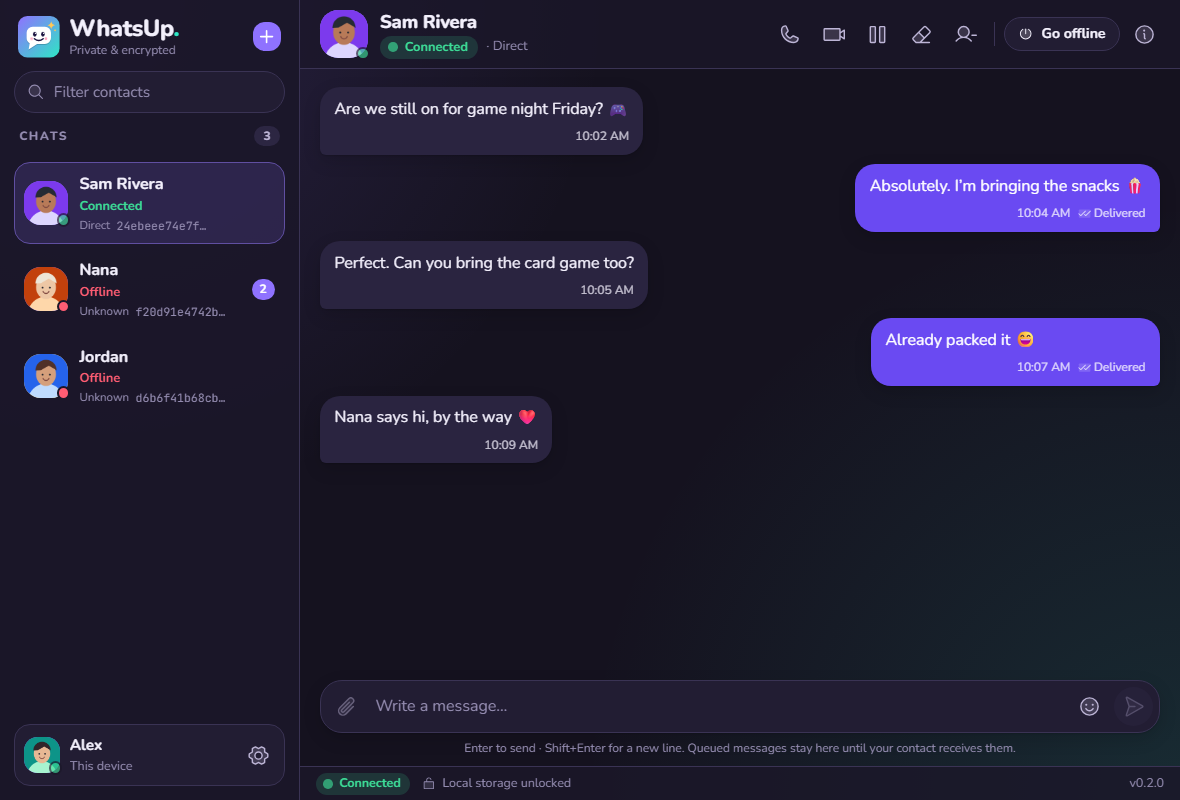 WhatsUp.
Private & encrypted
Filter contacts
CHATS
3
Sam Rivera
Connected
Direct 24ebeee74e7f…
Nana
Offline
Unknown f20d91e4742b…
2
Jordan
Offline
Unknown d6b6f41b68cb…
Alex
This device
Sam Rivera
Connected · Direct
Go offline
Are we still on for game night Friday? 🎮
10:02 AM
Absolutely. I’m bringing the snacks 🍿
10:04 AM Delivered
Perfect. Can you bring the card game too?
10:05 AM
Already packed it 😄
10:07 AM Delivered
Nana says hi, by the way ❤️
10:09 AM
Write a message…
Enter to send · Shift+Enter for a new line. Queued messages stay here until your contact receives them.
Connected
Local storage unlocked
v0.2.0